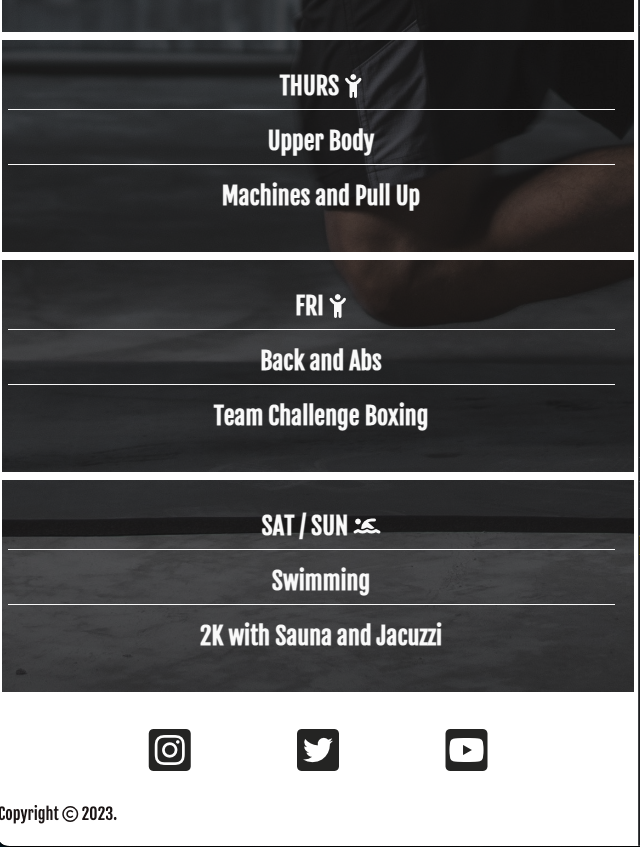 THURS
Upper Body
Machines and Pull Up
FRI
Back and Abs
Team Challenge Boxing
SAT / SUN
Swimming
2K with Sauna and Jacuzzi
Copyright © 2023.